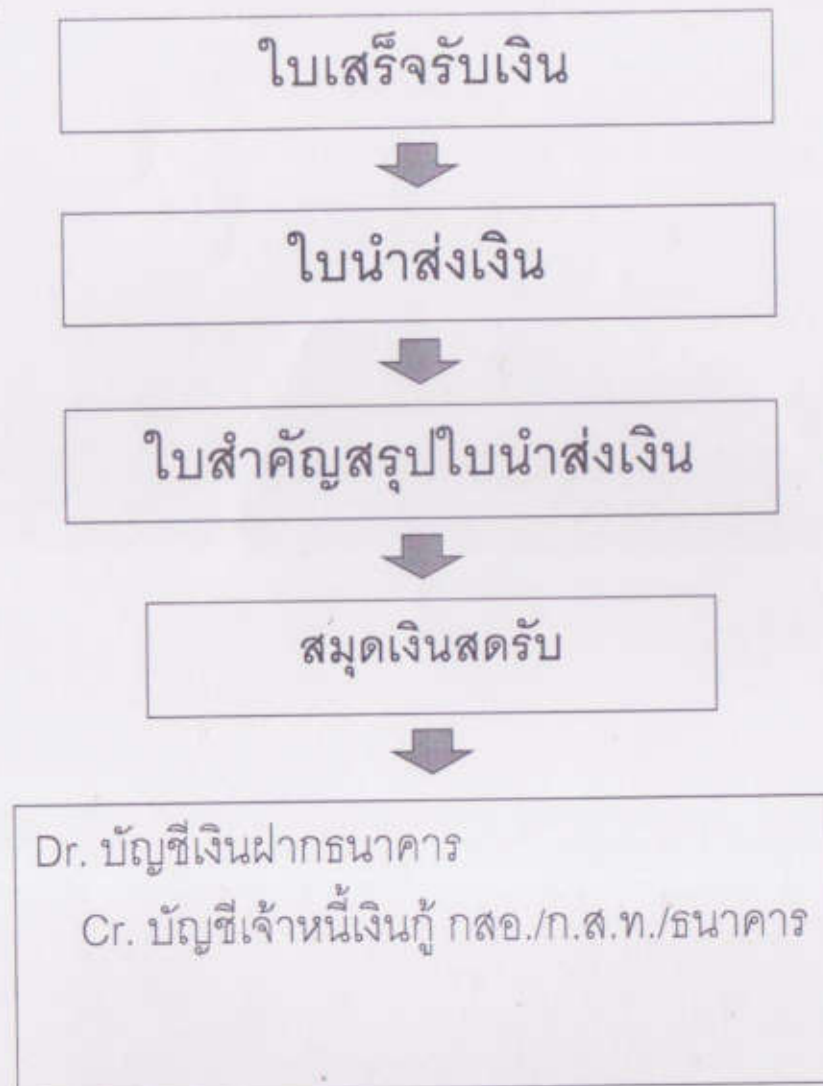 ใบเสร็จรับเงิน
ใบนำส่งเงิน
ใบสำคัญสรุปใบนำส่งเงิน
สมุดเงินสดรับ
Dr. บัญชีเงินฝากธนาคาร
Cr. บัญชีเจ้าหนี้เงินกู้ กสอ./ก.ส.ท./ธนาคาร